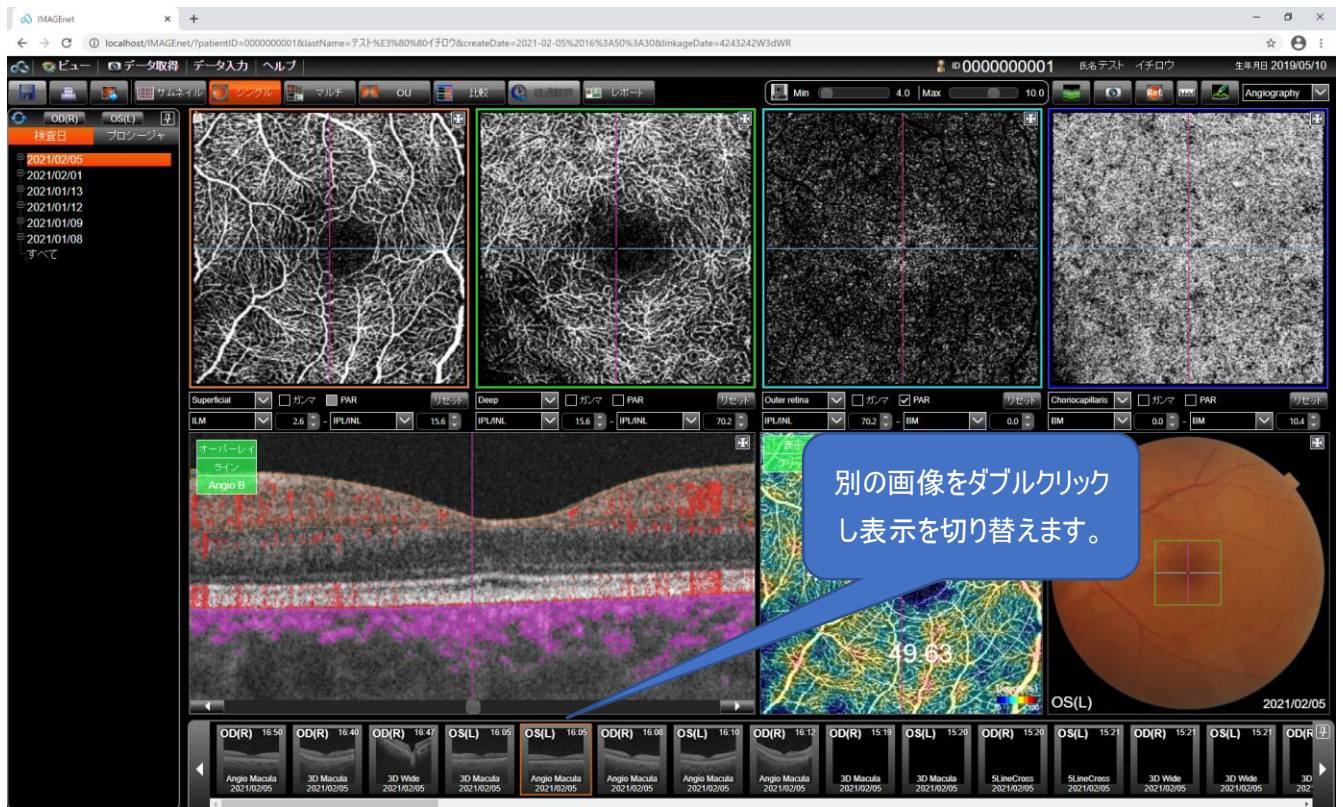 IMAGEnet
localhost/IMAGEnet/?patientID=0000000001&lastName=テスト%E3%80%80イチロウ&createDate=2021-02-05%2016%3A50%3A30&linkageDate=4243242W3dWR
ビュー データ取得 データ入力 ヘルプ ID 0000000001 氏名 テスト イチロウ 生年月日 2019/05/10
サムネイル シングル マルチ OU 比較 経過観察 レポート Min 4.0 Max 10.0 Ref. Angiography
OD(R) OS(L)
検査日 プロシージャ
2021/02/05
2021/02/01
2021/01/13
2021/01/12
2021/01/09
2021/01/08
すべて
Superficial ガンマ PAR リセット Deep ガンマ PAR リセット Outer retina ガンマ PAR リセット Choriocapillaris ガンマ PAR リセット
ILM 2.6 - IPL/INL 15.6 IPL/INL 15.6 - IPL/INL 70.2 IPL/INL 70.2 - BM 0.0 BM 0.0 - BM 10.4
オーバーレイ
ライン
Angio B
表示
別の画像をダブルクリック
し表示を切り替えます。
49.63
OS(L) 2021/02/05
OD(R) 16:50 OD(R) 16:40 OD(R) 16:47 OS(L) 16:05 OS(L) 16:05 OD(R) 16:08 OS(L) 16:10 OD(R) 16:12 OD(R) 15:19 OS(L) 15:20 OD(R) 15:20 OS(L) 15:21 OD(R) 15:21 OS(L) 15:21 OD(R
Angio Macula 3D Macula 3D Wide 3D Macula Angio Macula Angio Macula Angio Macula Angio Macula 3D Macula 3D Macula 5LineCross 5LineCross 3D Wide 3D Wide 3D
2021/02/05 2021/02/05 2021/02/05 2021/02/05 2021/02/05 2021/02/05 2021/02/05 2021/02/05 2021/02/05 2021/02/05 2021/02/05 2021/02/05 2021/02/05 2021/02/05 202